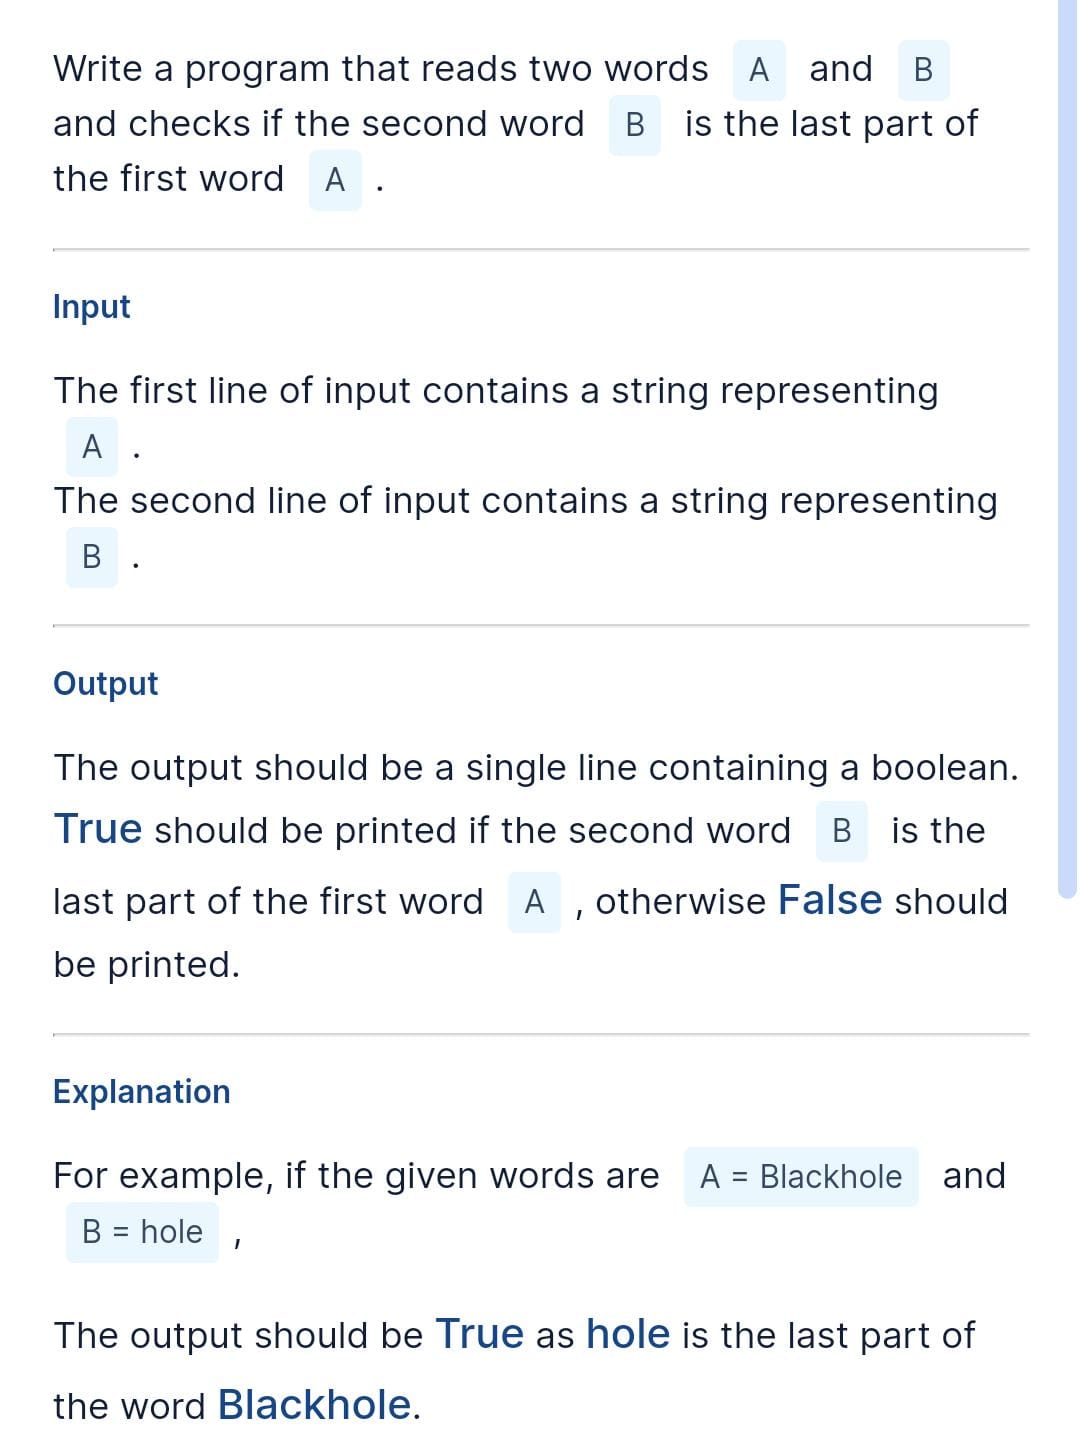 Write a program that reads two words A and B
and checks if the second word B is the last part of
the first word A .
Input
The first line of input contains a string representing
A .
The second line of input contains a string representing
B .
Output
The output should be a single line containing a boolean.
True should be printed if the second word B is the
last part of the first word A , otherwise False should
be printed.
Explanation
For example, if the given words are A = Blackhole and
B = hole ,
The output should be True as hole is the last part of
the word Blackhole.